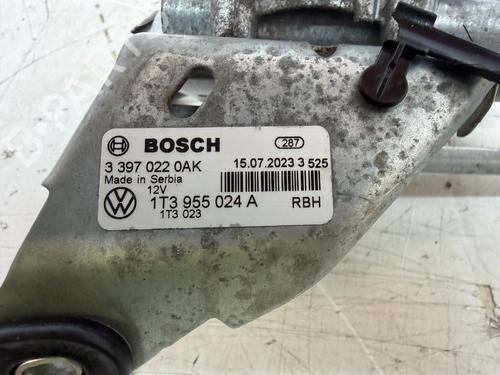 BOSCH 287
3 397 022 0AK 15.07.2023 3 525
Made in Serbia
12V
1T3 955 024 A RBH
1T3 023